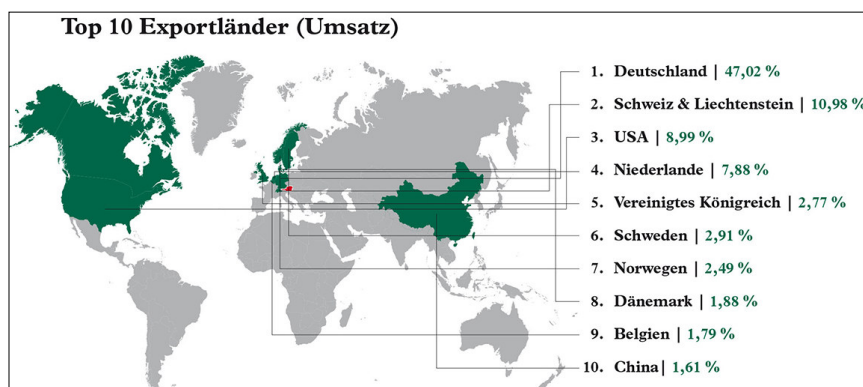 Top 10 Exportländer (Umsatz)
1. Deutschland | 47,02 %
2. Schweiz & Liechtenstein | 10,98 %
3. USA | 8,99 %
4. Niederlande | 7,88 %
5. Vereinigtes Königreich | 2,77 %
6. Schweden | 2,91 %
7. Norwegen | 2,49 %
8. Dänemark | 1,88 %
9. Belgien | 1,79 %
10. China | 1,61 %